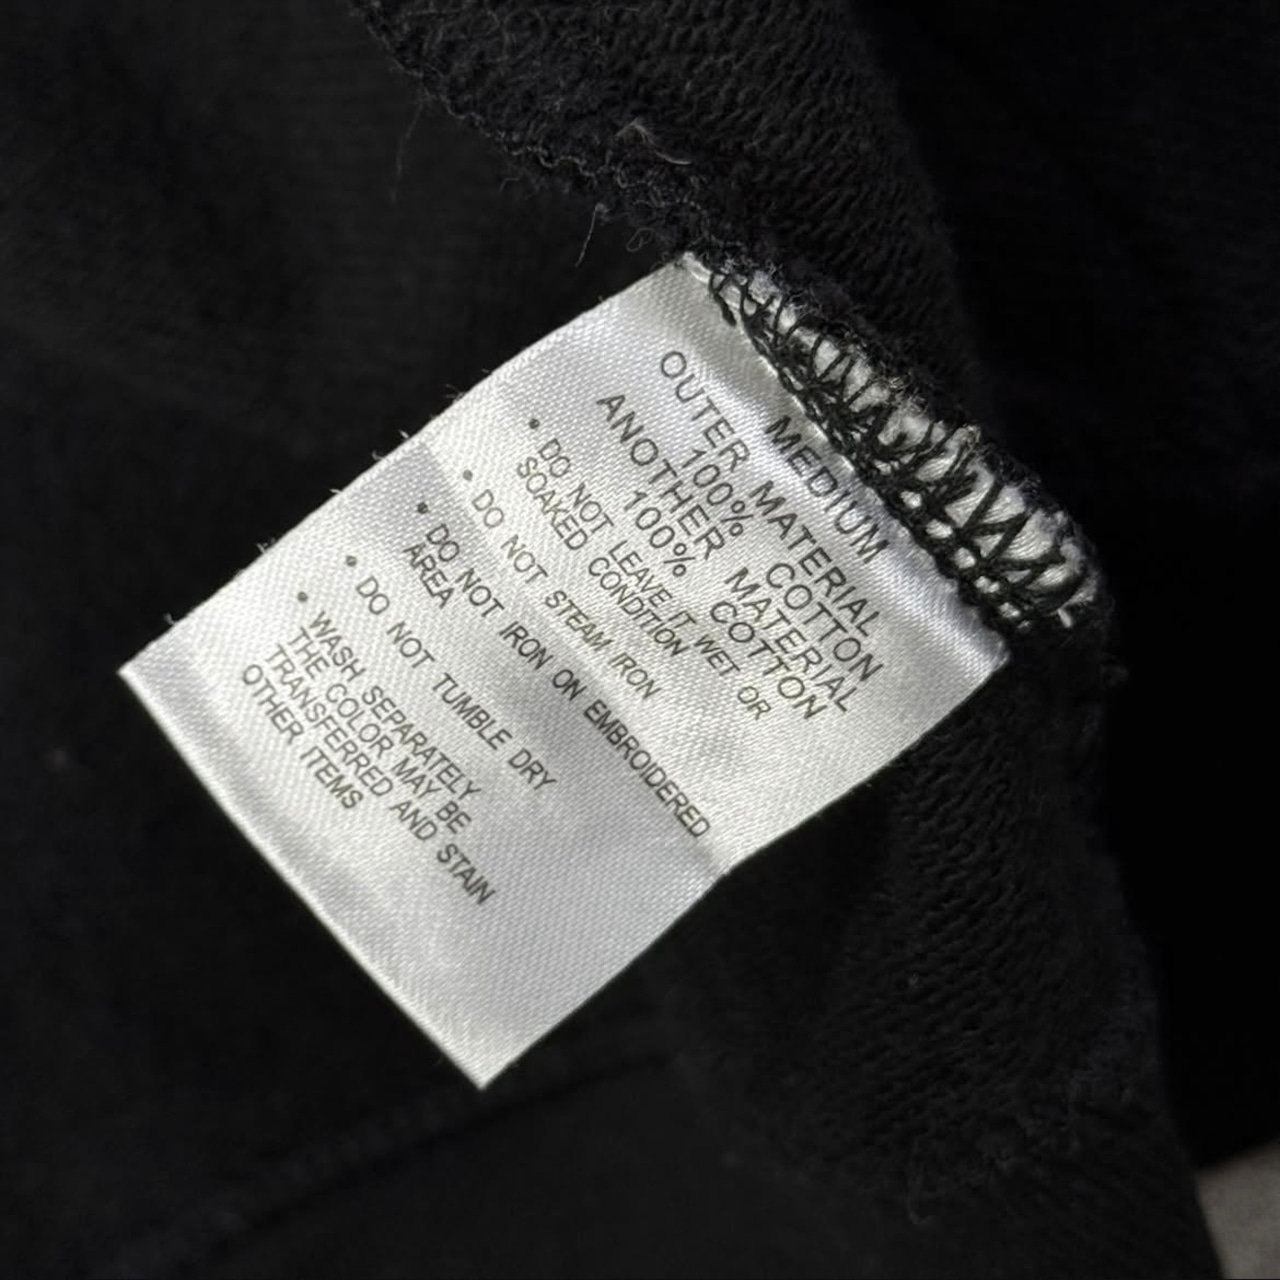 MEDIUM
OUTER MATERIAL
100% COTTON
ANOTHER MATERIAL
100% COTTON
• DO NOT LEAVE IT WET OR
SOAKED CONDITION
• DO NOT STEAM IRON
• DO NOT IRON ON EMBROIDERED
AREA
• DO NOT TUMBLE DRY
• WASH SEPARATELY
THE COLOR MAY BE
TRANSFERRED AND STAIN
OTHER ITEMS